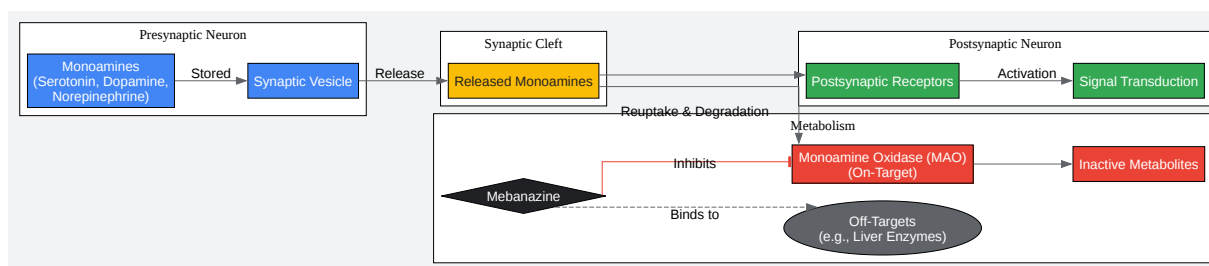 Presynaptic Neuron
Monoamines
(Serotonin, Dopamine,
Norepinephrine)
Stored
Synaptic Vesicle
Release
Synaptic Cleft
Released Monoamines
Postsynaptic Neuron
Postsynaptic Receptors
Activation
Signal Transduction
Reuptake & Degradation
Metabolism
Mebanazine
Inhibits
Monoamine Oxidase (MAO)
(On-Target)
Inactive Metabolites
Binds to
Off-Targets
(e.g., Liver Enzymes)